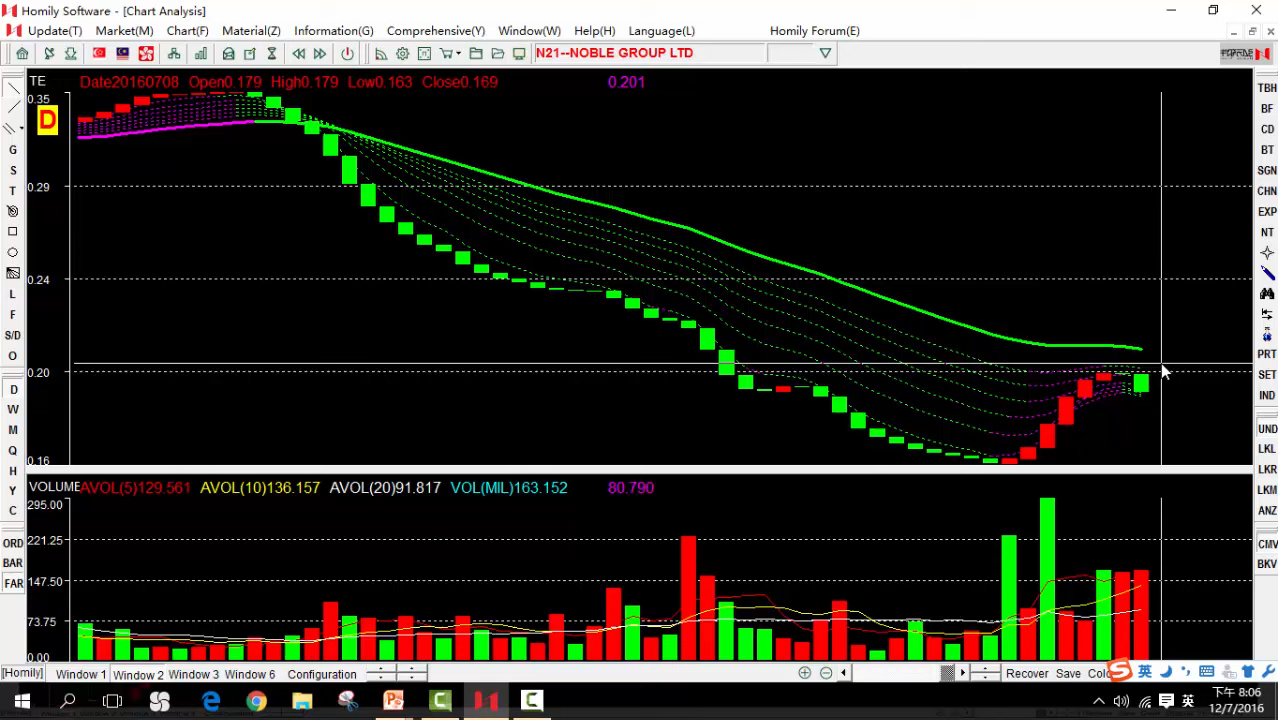 Homily Software - [Chart Analysis]
Update(T) Market(M) Chart(F) Material(M) Information(G) Comprehensive(Y) Window(W) Help(H) Language(L) Homily Forum(E)
N21--NOBLE GROUP LTD
TE Date20160708 Open0.179 High0.179 Low0.163 Close0.169 0.201
D
0.35
0.29
0.24
0.20
0.16
VOLUME AVOL(5)129.561 AVOL(10)136.157 AVOL(20)91.817 VOL(MIL)163.152 80.790
295.00
221.25
147.50
73.75
0.00
G
S
T
L
F
S/D
O
D
W
M
Q
H
Y
C
ORD
BAR
FAR
TBH
BF
CD
BT
SGN
CHN
EXP
NT
PRT
SET
IND
UND
LKL
LKR
LKM
ANZ
CMV
BKV
[Homily] Window 1 Window 2 Window 3 Window 6 Configuration Recover Save 英
英 下午 8:06
12/7/2016